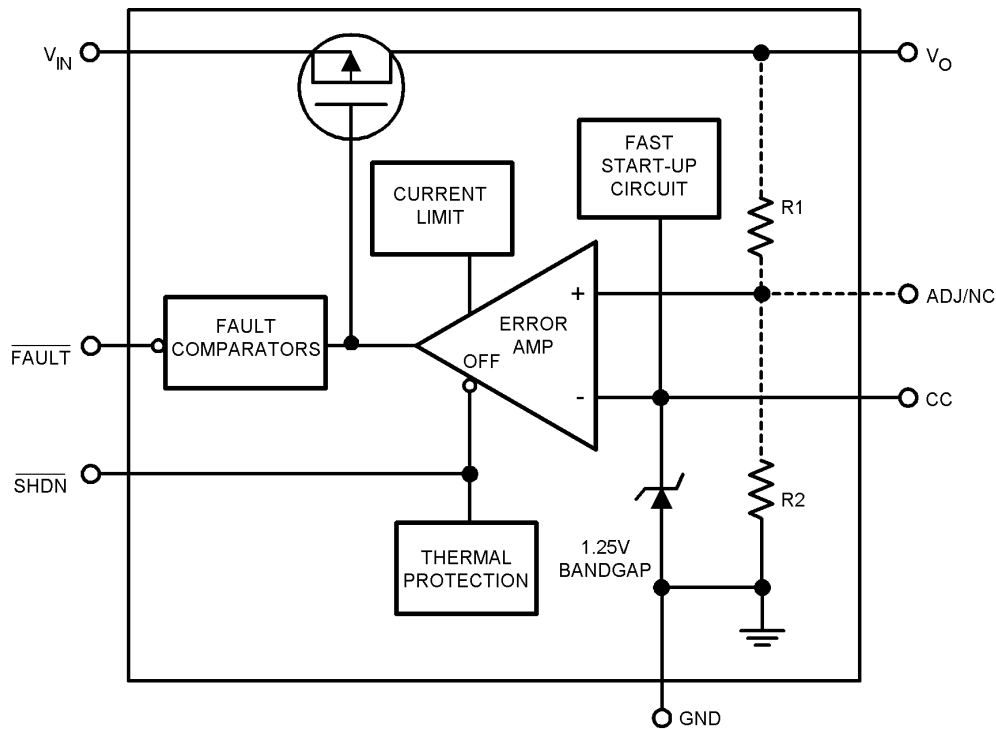 VIN
VO
FAST
START-UP
CIRCUIT
CURRENT
LIMIT
R1
+
ADJ/NC
ERROR
AMP
FAULT
COMPARATORS
FAULT
OFF
-
CC
SHDN
R2
THERMAL
PROTECTION
1.25V
BANDGAP
GND